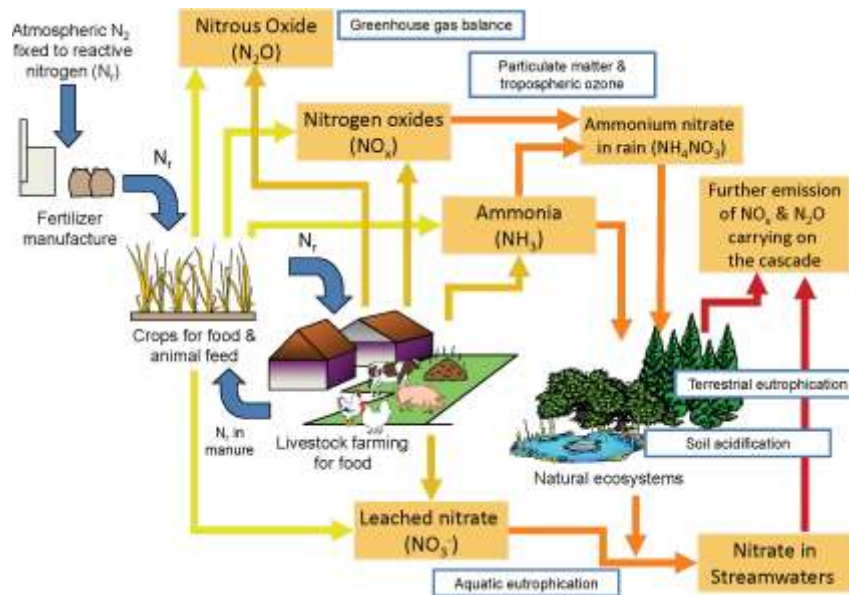 Atmospheric N₂
fixed to reactive
nitrogen (Nᵣ)
Nitrous Oxide
(N₂O)
Greenhouse gas balance
Particulate matter &
tropospheric ozone
Nitrogen oxides
(NOₓ)
Ammonium nitrate
in rain (NH₄NO₃)
Nᵣ
Fertilizer
manufacture
Ammonia
(NH₃)
Further emission
of NOₓ & N₂O
carrying on
the cascade
Nᵣ
Crops for food &
animal feed
Terrestrial eutrophication
Nᵣ in
manure
Livestock farming
for food
Soil acidification
Natural ecosystems
Leached nitrate
(NO₃⁻)
Nitrate in
Streamwaters
Aquatic eutrophication